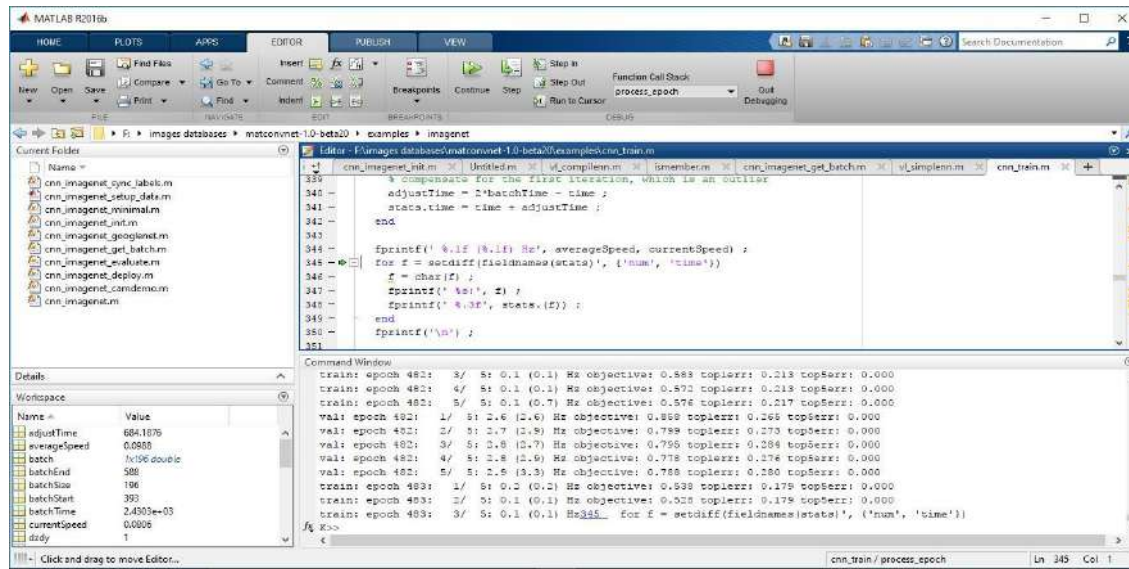 MATLAB R2016b
HOME PLOTS APPS EDITOR PUBLISH VIEW
Search Documentation
New Open Save Find Files Compare Print
Go To Find
Insert fx
Comment
Indent
Breakpoints
Continue Step
Step In
Step Out
Run to Cursor
Function Call Stack
process_epoch
Quit Debugging
FILE NAVIGATE EDIT BREAKPOINTS DEBUG
F: images databases matconvnet-1.0-beta20 examples imagenet
Current Folder
Name
cnn_imagenet_sync_labels.m
cnn_imagenet_setup_data.m
cnn_imagenet_minimal.m
cnn_imagenet_init.m
cnn_imagenet_googlenet.m
cnn_imagenet_get_batch.m
cnn_imagenet_evaluate.m
cnn_imagenet_deploy.m
cnn_imagenet_camdemo.m
cnn_imagenet.m
Details
Workspace
Name Value
adjustTime 684.1876
averageSpeed 0.0988
batch 1x196 double
batchEnd 588
batchSize 196
batchStart 393
batchTime 2.4303e+03
currentSpeed 0.0806
dzdy 1
Editor - F:\images databases\matconvnet-1.0-beta20\examples\cnn_train.m
cnn_imagenet_init.m Untitled.m vl_compilenn.m ismember.m cnn_imagenet_get_batch.m vl_simplenn.m cnn_train.m
339 % compensate for the first iteration, which is an outlier
340 adjustTime = 2*batchTime - time ;
341 stats.time = time + adjustTime ;
342 end
343
344 fprintf(' %.1f (%.1f) Hz', averageSpeed, currentSpeed) ;
345 for f = setdiff(fieldnames(stats)', {'num', 'time'})
346 f = char(f) ;
347 fprintf(' %s:', f) ;
348 fprintf(' %.3f', stats.(f)) ;
349 end
350 fprintf('\n') ;
351
Command Window
train: epoch 482: 3/ 5: 0.1 (0.1) Hz objective: 0.583 top1err: 0.213 top5err: 0.000
train: epoch 482: 4/ 5: 0.1 (0.1) Hz objective: 0.572 top1err: 0.213 top5err: 0.000
train: epoch 482: 5/ 5: 0.1 (0.7) Hz objective: 0.576 top1err: 0.217 top5err: 0.000
val: epoch 482: 1/ 5: 2.6 (2.6) Hz objective: 0.868 top1err: 0.265 top5err: 0.000
val: epoch 482: 2/ 5: 2.7 (2.9) Hz objective: 0.799 top1err: 0.273 top5err: 0.000
val: epoch 482: 3/ 5: 2.8 (2.7) Hz objective: 0.795 top1err: 0.284 top5err: 0.000
val: epoch 482: 4/ 5: 2.8 (2.9) Hz objective: 0.778 top1err: 0.276 top5err: 0.000
val: epoch 482: 5/ 5: 2.9 (3.3) Hz objective: 0.788 top1err: 0.280 top5err: 0.000
train: epoch 483: 1/ 5: 0.2 (0.2) Hz objective: 0.538 top1err: 0.179 top5err: 0.000
train: epoch 483: 2/ 5: 0.1 (0.1) Hz objective: 0.528 top1err: 0.179 top5err: 0.000
train: epoch 483: 3/ 5: 0.1 (0.1) Hz345 for f = setdiff(fieldnames(stats)', {'num', 'time'})
fx K>>
Click and drag to move Editor...
cnn_train / process_epoch
Ln 345 Col 1